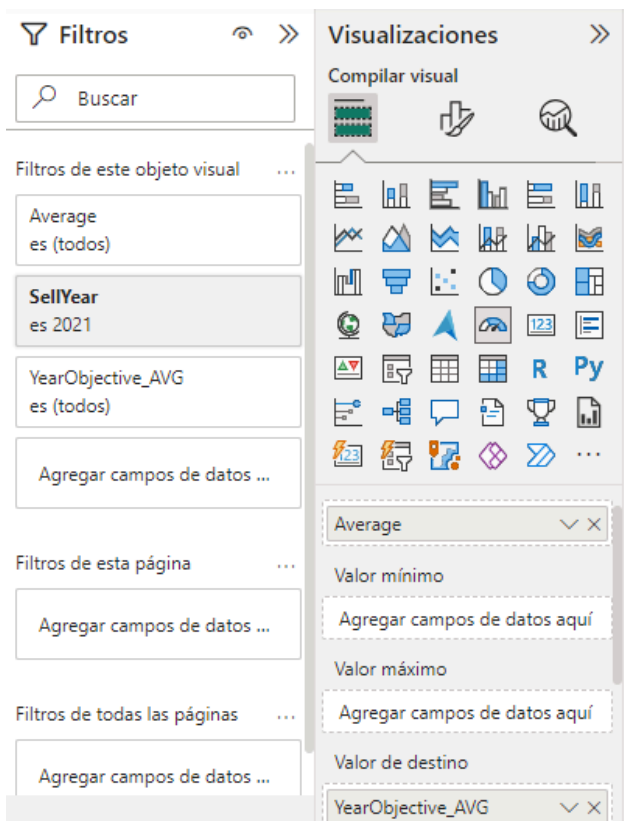 Filtros
Buscar
Filtros de este objeto visual
...
Average
es (todos)
SellYear
es 2021
YearObjective_AVG
es (todos)
Agregar campos de datos ...
Filtros de esta página
...
Agregar campos de datos ...
Filtros de todas las páginas
...
Agregar campos de datos ...
Visualizaciones
Compilar visual
123
R
Py
123
...
Average
Valor mínimo
Agregar campos de datos aquí
Valor máximo
Agregar campos de datos aquí
Valor de destino
YearObjective_AVG